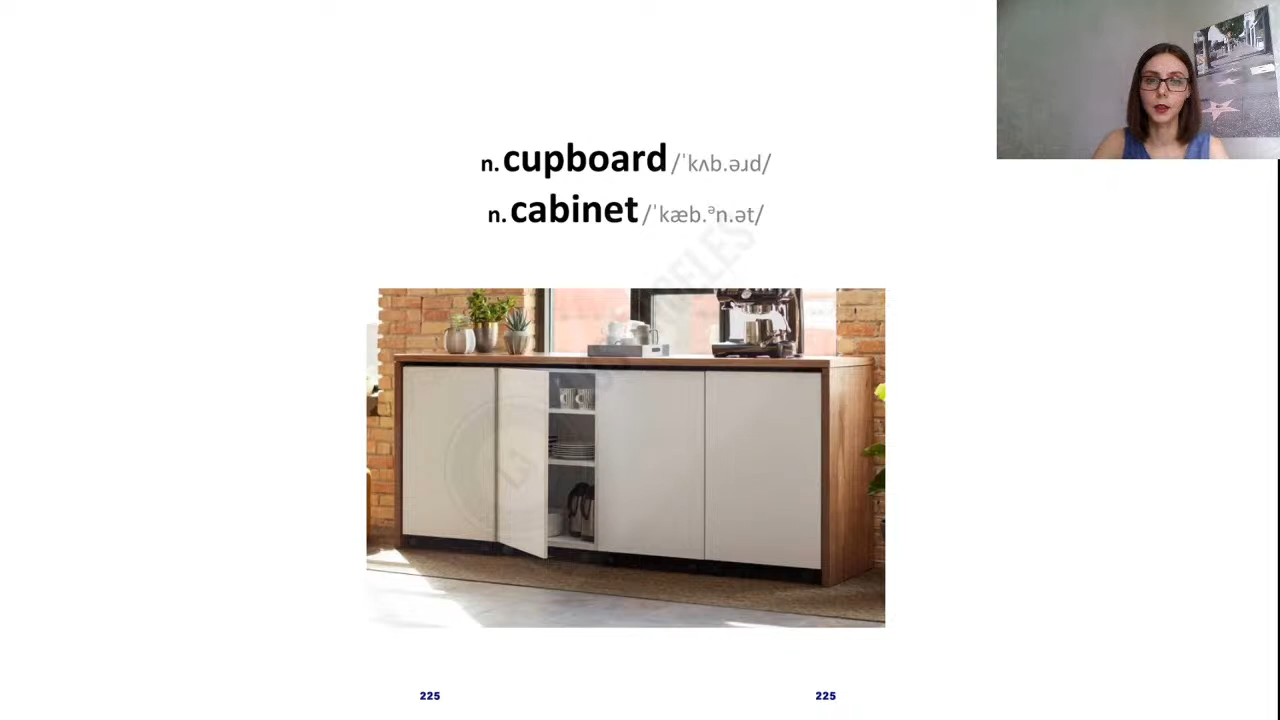 n. cupboard /ˈkʌb.əɹd/
n. cabinet /ˈkæb.ᵊn.ət/
225 225